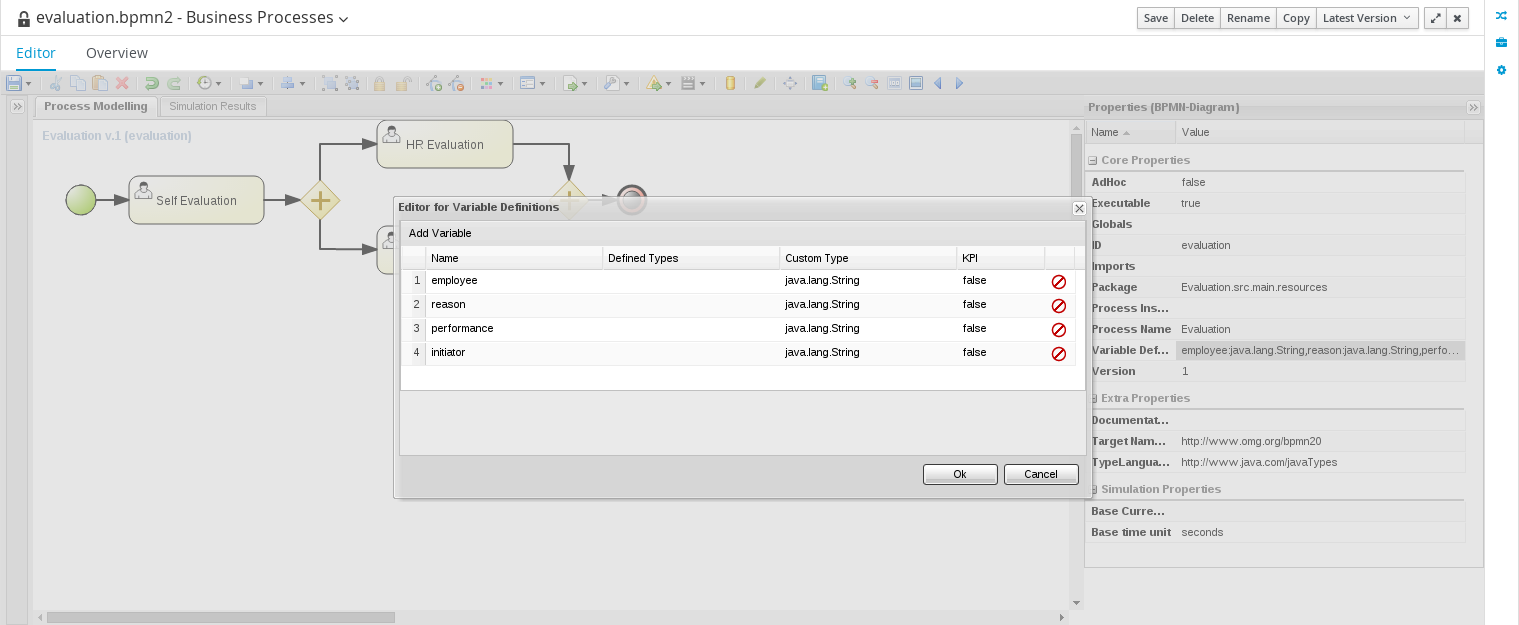 evaluation.bpmn2 - Business Processes
Save Delete Rename Copy Latest Version
Editor Overview
Process Modelling Simulation Results
Evaluation v.1 (evaluation)
HR Evaluation
Self Evaluation
Editor for Variable Definitions
Add Variable
Name Defined Types Custom Type KPI
1 employee java.lang.String false
2 reason java.lang.String false
3 performance java.lang.String false
4 initiator java.lang.String false
Ok Cancel
Properties (BPMN-Diagram)
Name Value
Core Properties
AdHoc false
Executable true
Globals
ID evaluation
Imports
Package Evaluation.src.main.resources
Process Ins...
Process Name Evaluation
Variable Def... employee:java.lang.String,reason:java.lang.String,perfo...
Version 1
Extra Properties
Documentat...
Target Nam... http://www.omg.org/bpmn20
TypeLangua... http://www.java.com/javaTypes
Simulation Properties
Base Curre...
Base time unit seconds